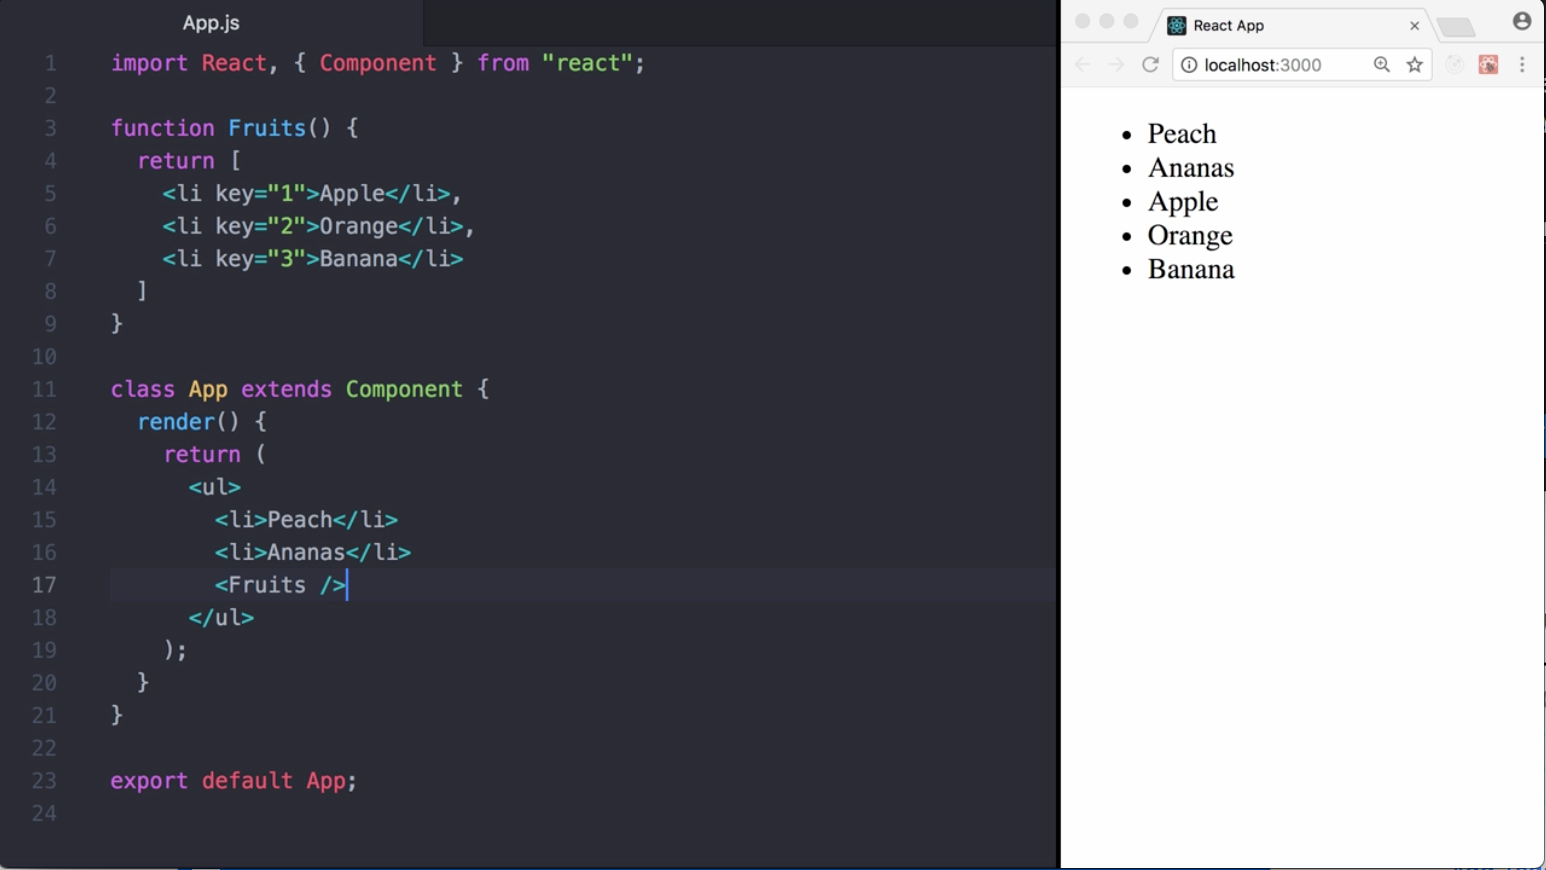 App.js
1 import React, { Component } from "react";
2
3 function Fruits() {
4   return [
5     <li key="1">Apple</li>,
6     <li key="2">Orange</li>,
7     <li key="3">Banana</li>
8   ]
9 }
10
11 class App extends Component {
12   render() {
13     return (
14       <ul>
15         <li>Peach</li>
16         <li>Ananas</li>
17         <Fruits />
18       </ul>
19     );
20   }
21 }
22
23 export default App;
24
React App
localhost:3000
• Peach
• Ananas
• Apple
• Orange
• Banana